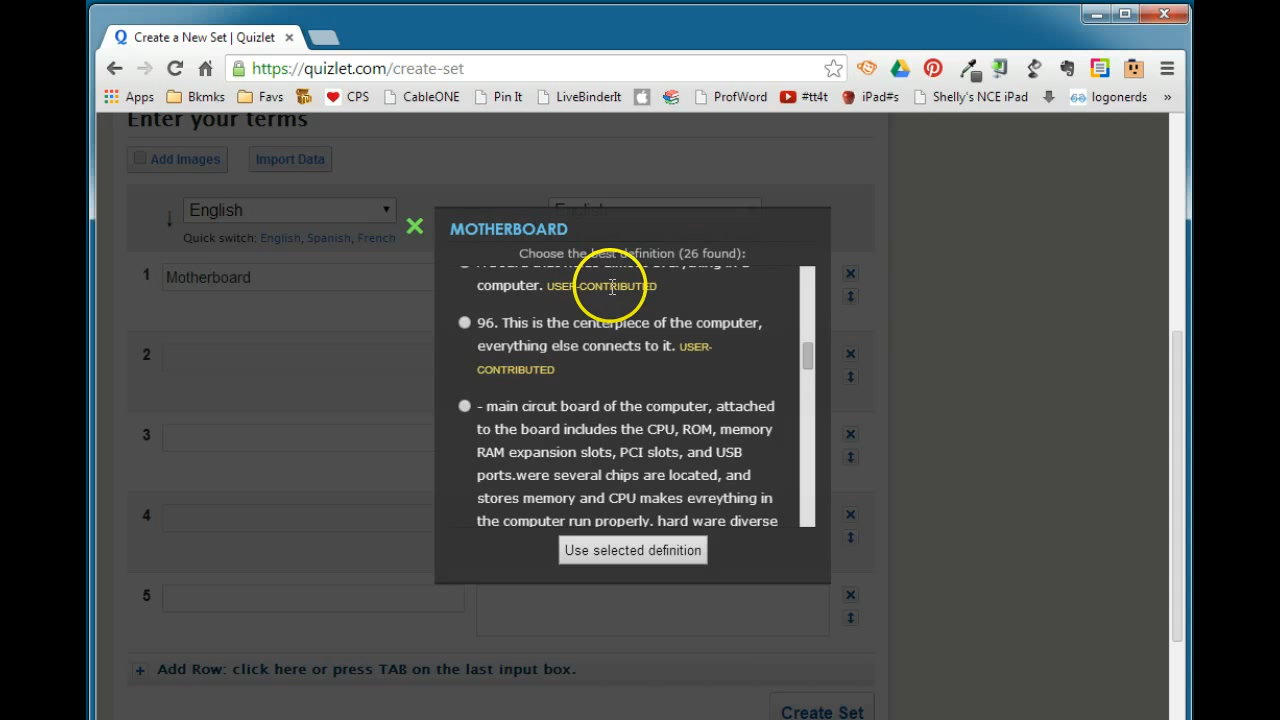 Create a New Set | Quizlet
https://quizlet.com/create-set
Apps Bkmks Favs CPS CableONE Pin It LiveBinderIt ProfWord #tt4t iPad#s Shelly's NCE iPad logonerds »
Enter your terms
Add Images Import Data
English English
Quick switch: English, Spanish, French
MOTHERBOARD
Choose the best definition (26 found):
1 Motherboard
computer. USER-CONTRIBUTED
96. This is the centerpiece of the computer,
everything else connects to it. USER-
CONTRIBUTED
2
- main circut board of the computer, attached
to the board includes the CPU, ROM, memory
3
RAM expansion slots, PCI slots, and USB
ports.were several chips are located, and
stores memory and CPU makes evreything in
4
the computer run properly. hard ware diverse
Use selected definition
5
+ Add Row: click here or press TAB on the last input box.
Create Set